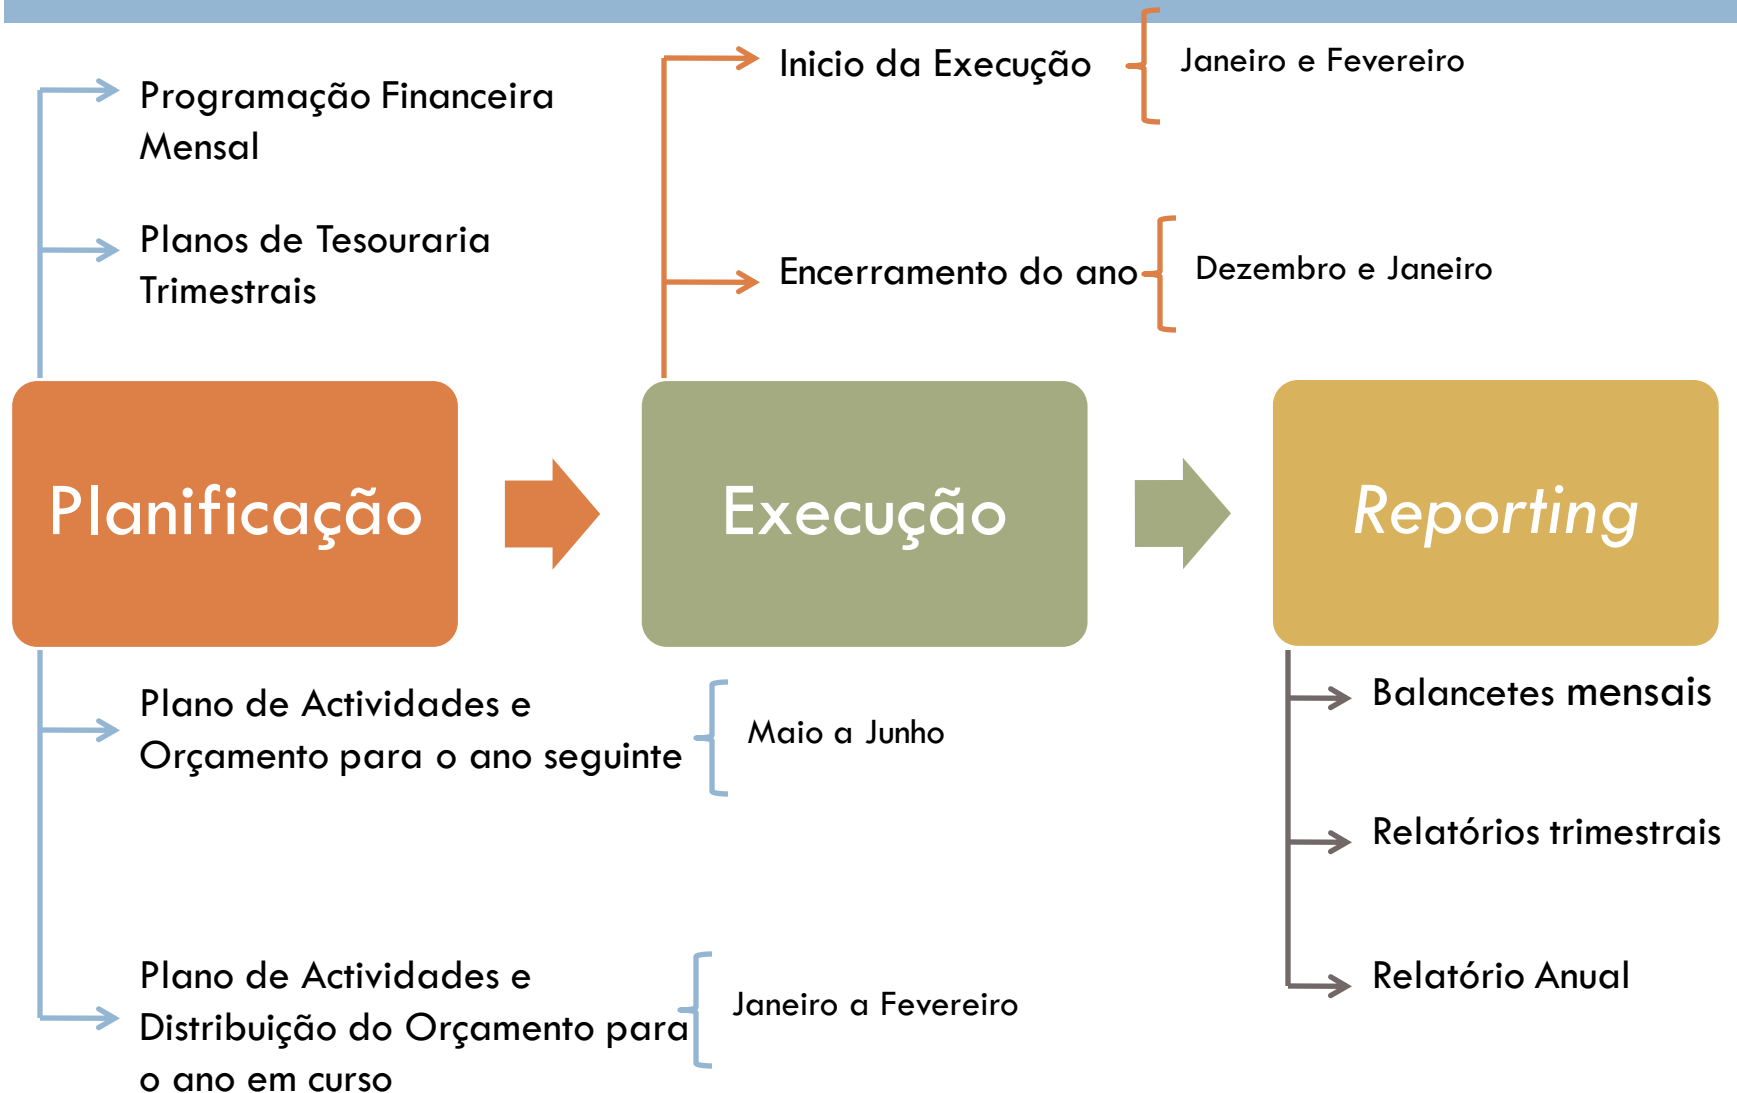 Programação Financeira
Mensal
Planos de Tesouraria
Trimestrais
Inicio da Execução
Janeiro e Fevereiro
Encerramento do ano
Dezembro e Janeiro
Planificação
Execução
Reporting
Plano de Actividades e
Orçamento para o ano seguinte
Maio a Junho
Plano de Actividades e
Distribuição do Orçamento para
o ano em curso
Janeiro a Fevereiro
Balancetes mensais
Relatórios trimestrais
Relatório Anual